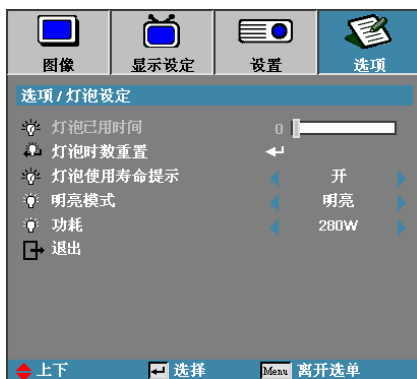 图像 显示设定 设置 选项
选项 / 灯泡设定
灯泡已用时间 0
灯泡时数重置
灯泡使用寿命提示 开
明亮模式 明亮
功耗 280W
退出
上下 选择 Menu 离开选单